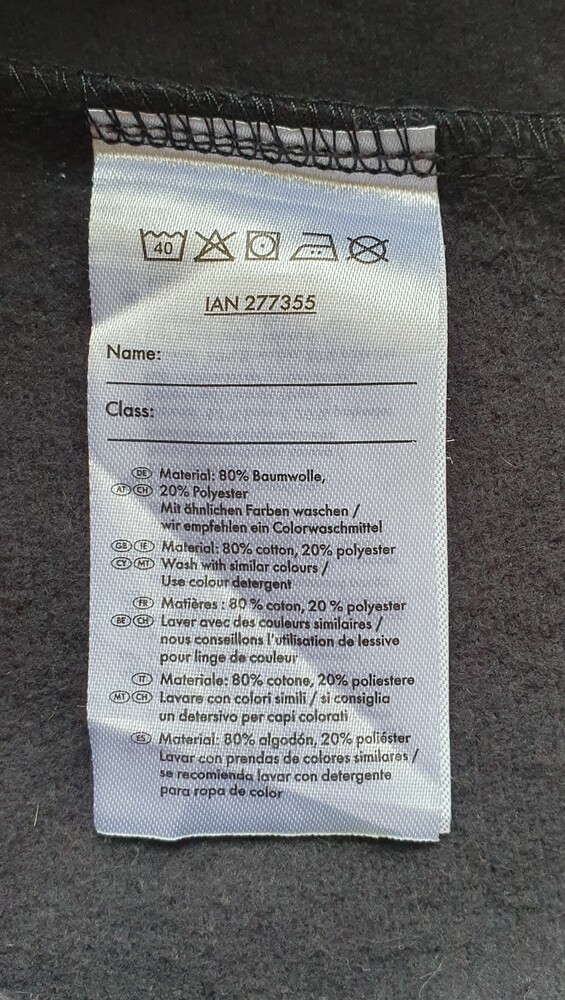 40
IAN 277355
Name:
Class:
DE Material: 80% Baumwolle,
AT CH 20% Polyester
Mit ähnlichen Farben waschen /
wir empfehlen ein Colorwaschmittel
GB IE Material: 80% cotton, 20% polyester
CY MT Wash with similar colours /
Use colour detergent
FR Matières : 80 % coton, 20 % polyester
BE CH Laver avec des couleurs similaires /
nous conseillons l'utilisation de lessive
pour linge de couleur
IT Materiale: 80% cotone, 20% poliestere
MT CH Lavare con colori simili / si consiglia
un detersivo per capi colorati
ES Material: 80% algodón, 20% poliéster
Lavar con prendas de colores similares /
se recomienda lavar con detergente
para ropa de color